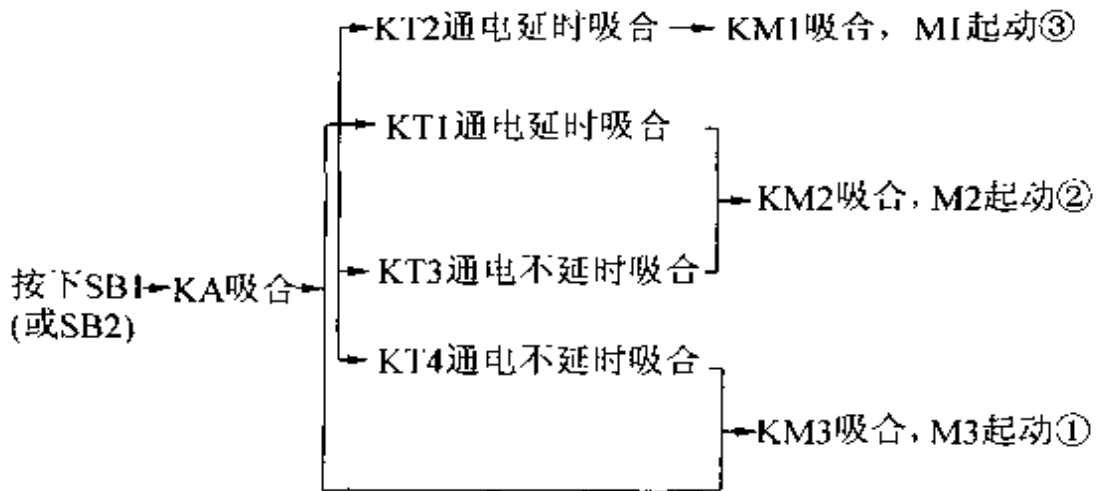 KT2通电延时吸合
KM1吸合，M1起动③
KT1通电延时吸合
KM2吸合，M2起动②
KT3通电不延时吸合
按下SB1
KA吸合
(或SB2)
KT4通电不延时吸合
KM3吸合，M3起动①